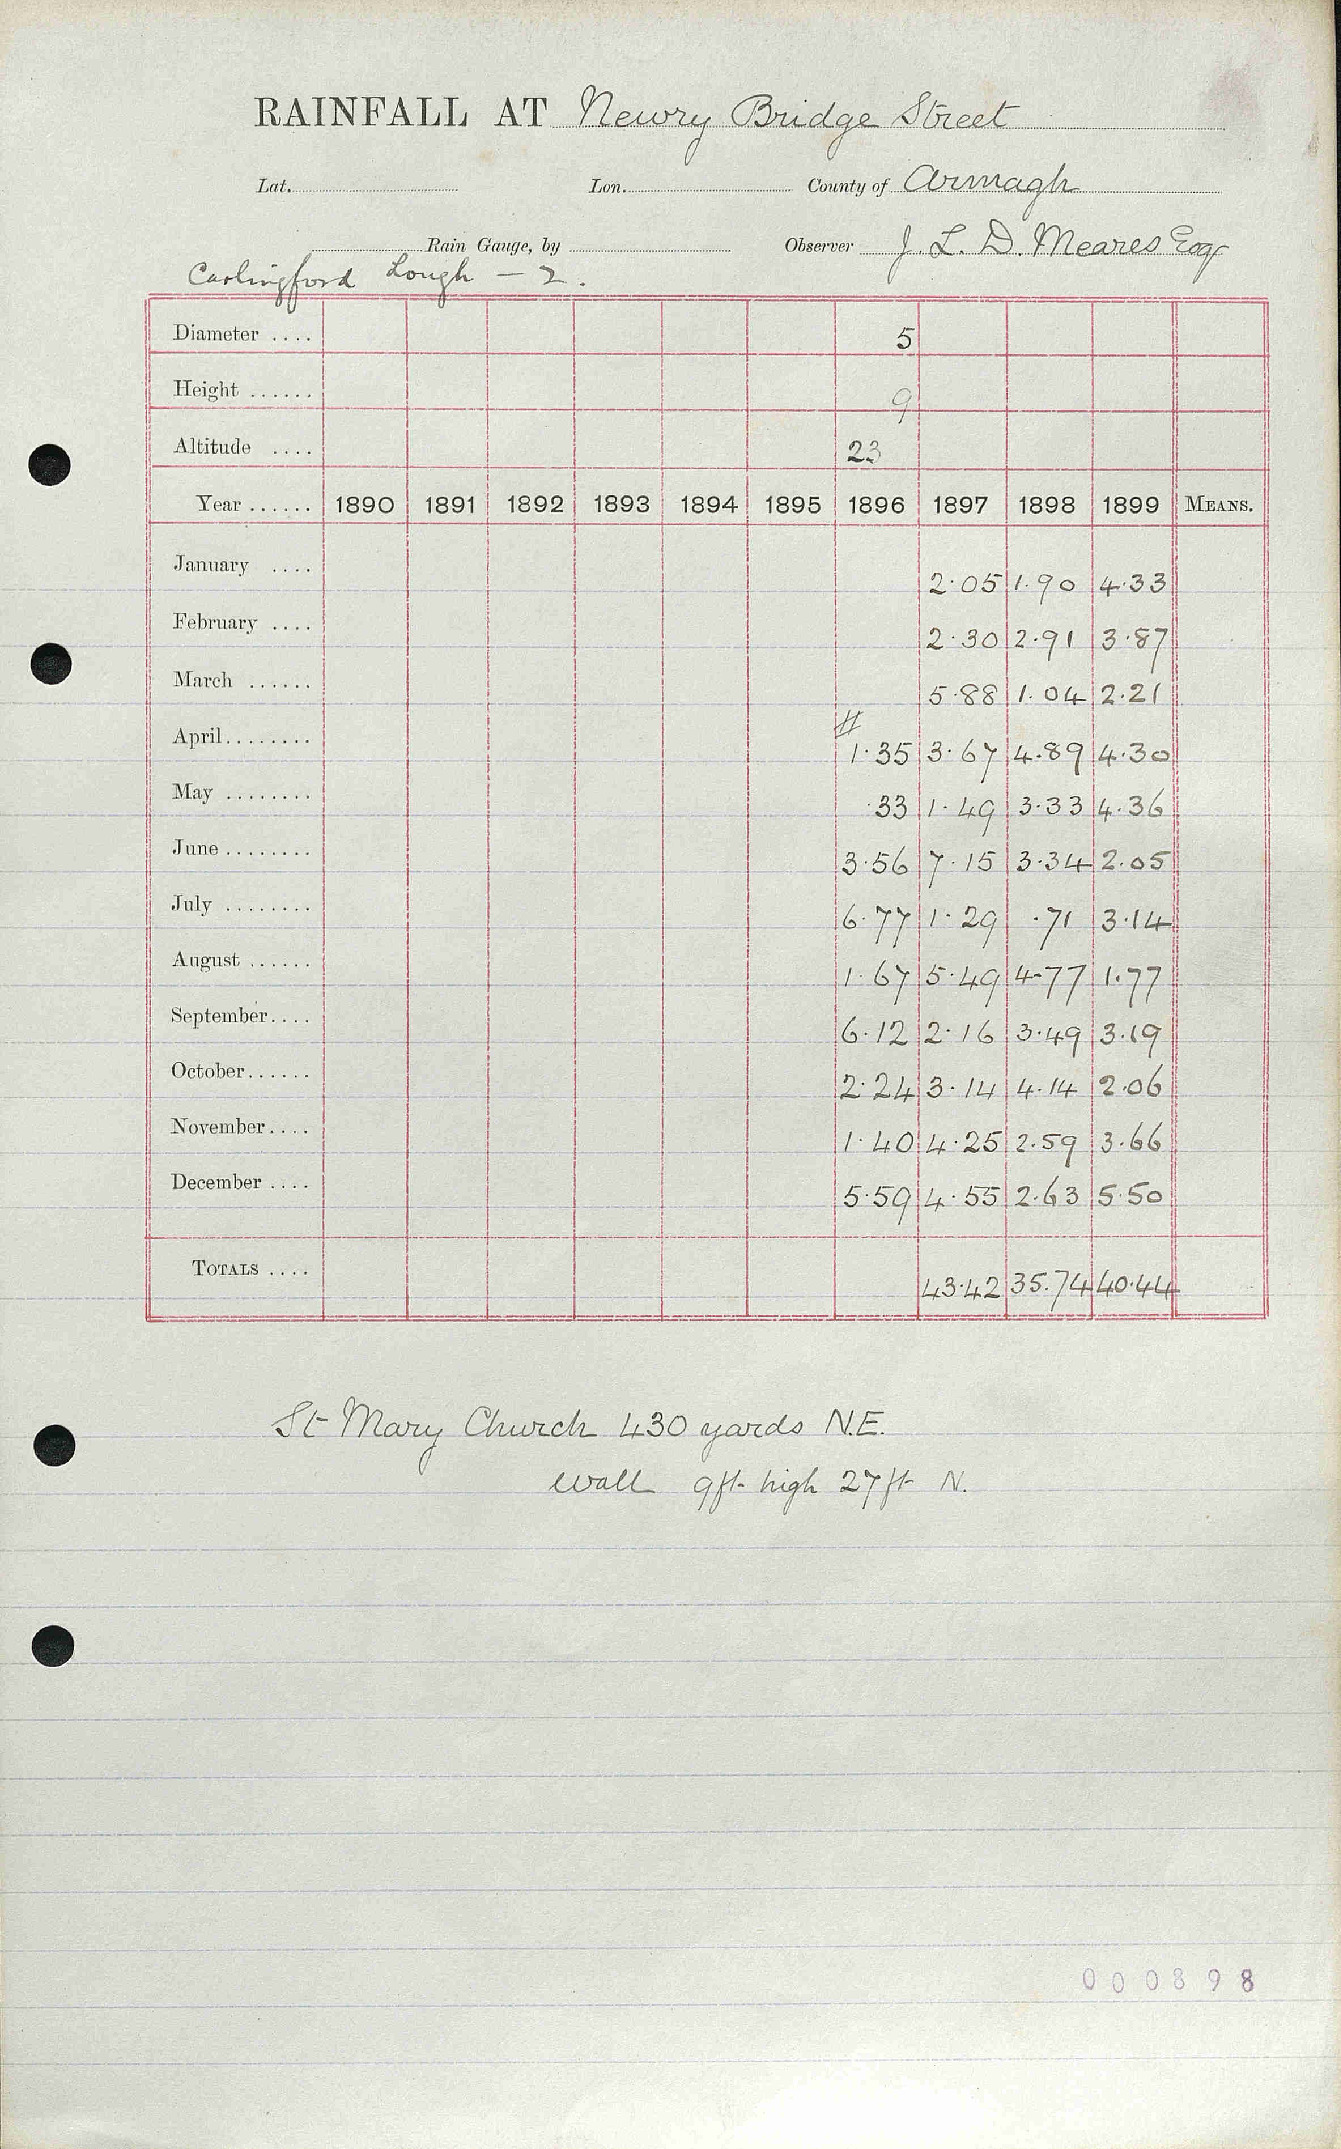 RAINFALL AT Newry Bridge Street
Lat. Lon. County of Armagh
Rain Gauge, by Observer J. L. D. Meares Esqr
Carlingford Lough – 2.
Diameter .... 5
Height ...... 9
Altitude .... 23
Year ...... 1890 1891 1892 1893 1894 1895 1896 1897 1898 1899 MEANS.
January .... 2.05 1.90 4.33
February .... 2.30 2.91 3.87
March ...... 5.88 1.04 2.21
April........ # 1.35 3.67 4.89 4.30
May ........ .33 1.49 3.33 4.36
June ........ 3.56 7.15 3.34 2.05
July ........ 6.77 1.29 .71 3.14
August ...... 1.67 5.49 4.77 1.77
September.... 6.12 2.16 3.49 3.19
October...... 2.24 3.14 4.14 2.06
November.... 1.40 4.25 2.59 3.66
December .... 5.59 4.55 2.63 5.50
TOTALS .... 43.42 35.74 40.44
St Mary Church 430 yards N.E.
wall 9ft high 27ft N.
000898